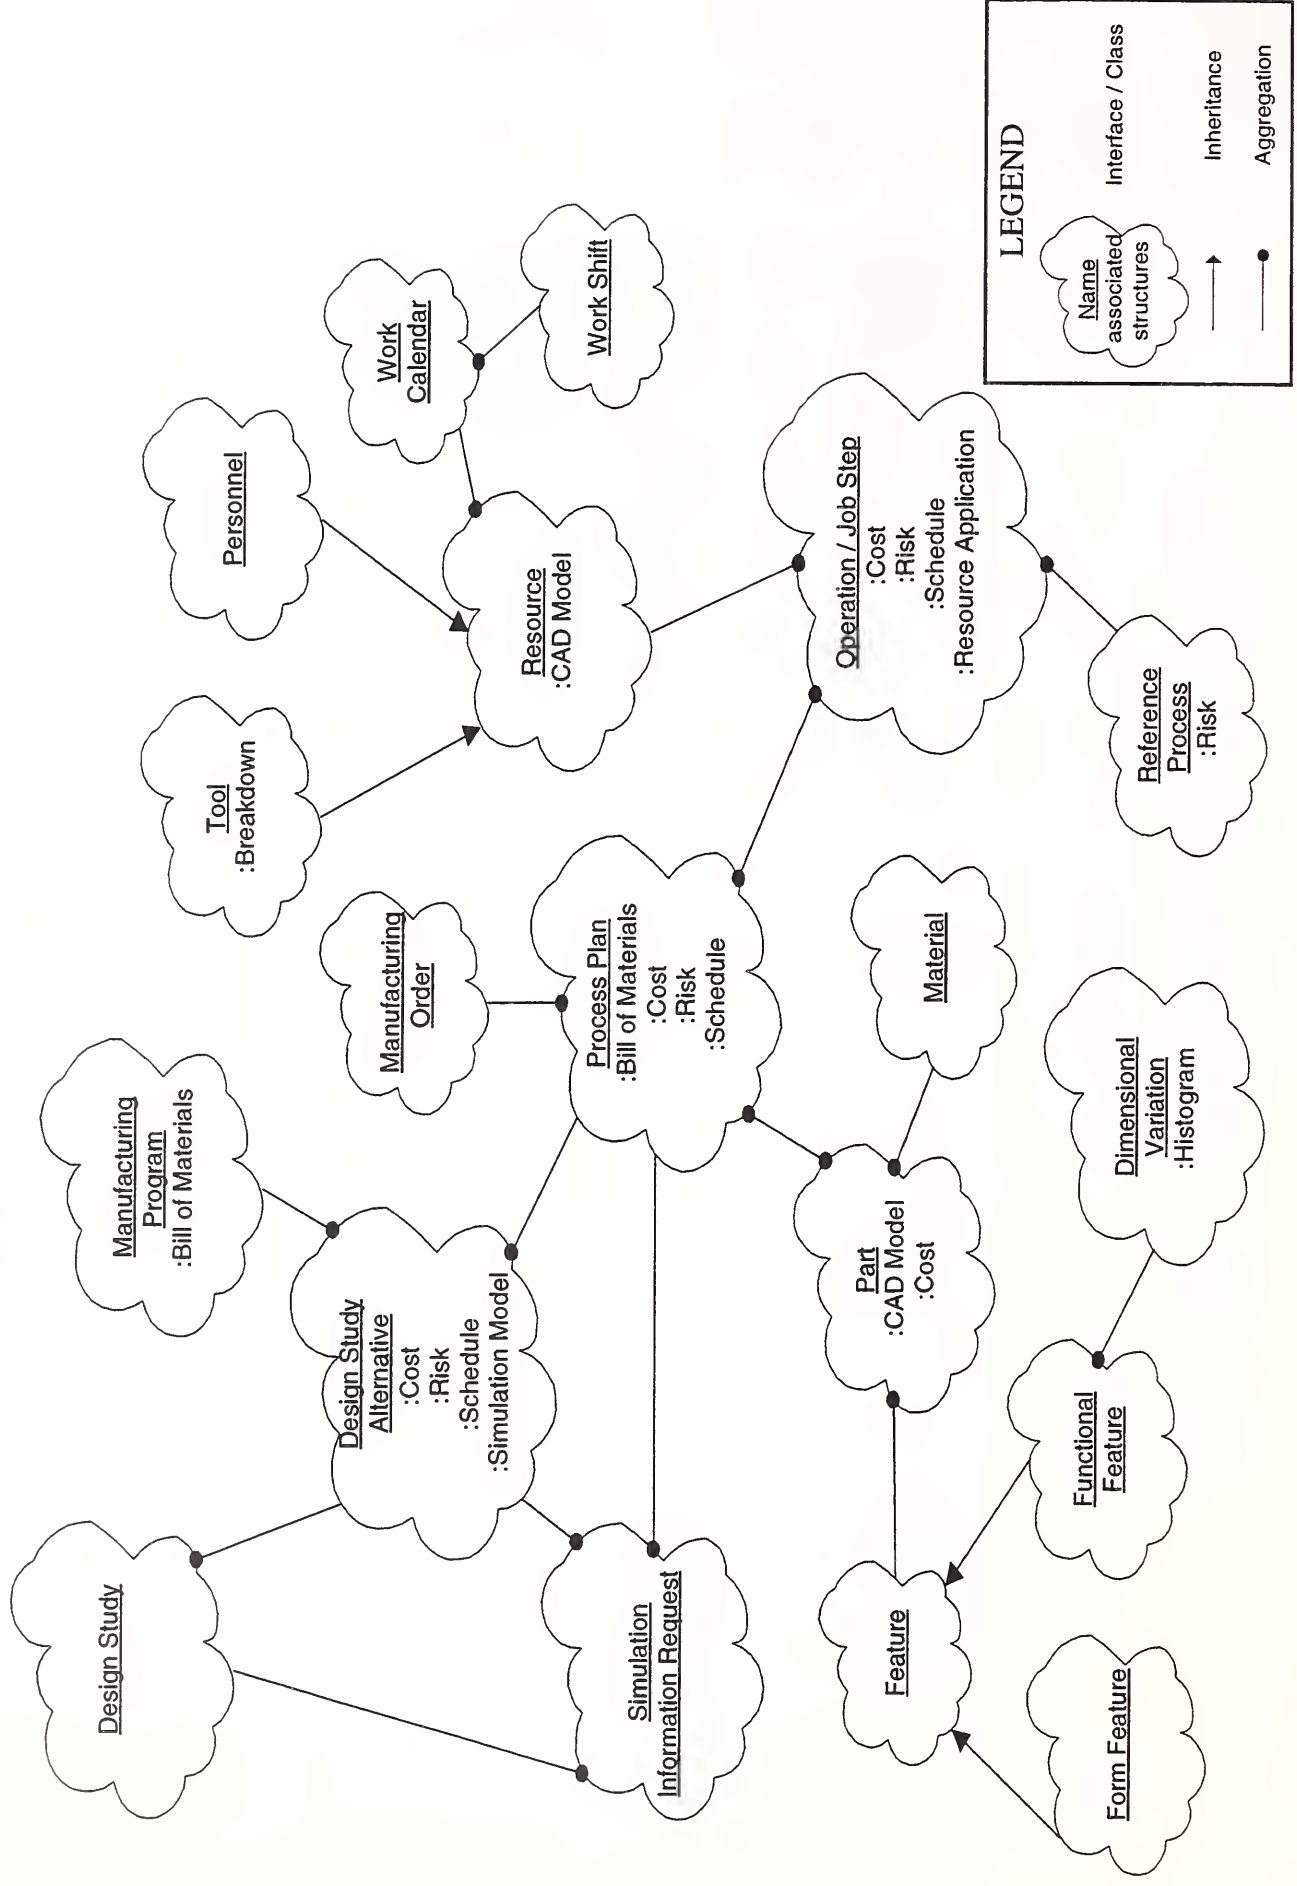 Design Study
Manufacturing
Program
:Bill of Materials
Tool
:Breakdown
Personnel
Design Study
Alternative
:Cost
:Risk
:Schedule
:Simulation Model
Manufacturing
Order
Work
Calendar
Resource
:CAD Model
Work Shift
Simulation
Information Request
Process Plan
:Bill of Materials
:Cost
:Risk
:Schedule
Operation / Job Step
:Cost
:Risk
:Schedule
:Resource Application
Feature
Part
:CAD Model
:Cost
Material
Form Feature
Functional
Feature
Dimensional
Variation
:Histogram
Reference
Process
:Risk
LEGEND
Name
associated
structures
Interface / Class
Inheritance
Aggregation